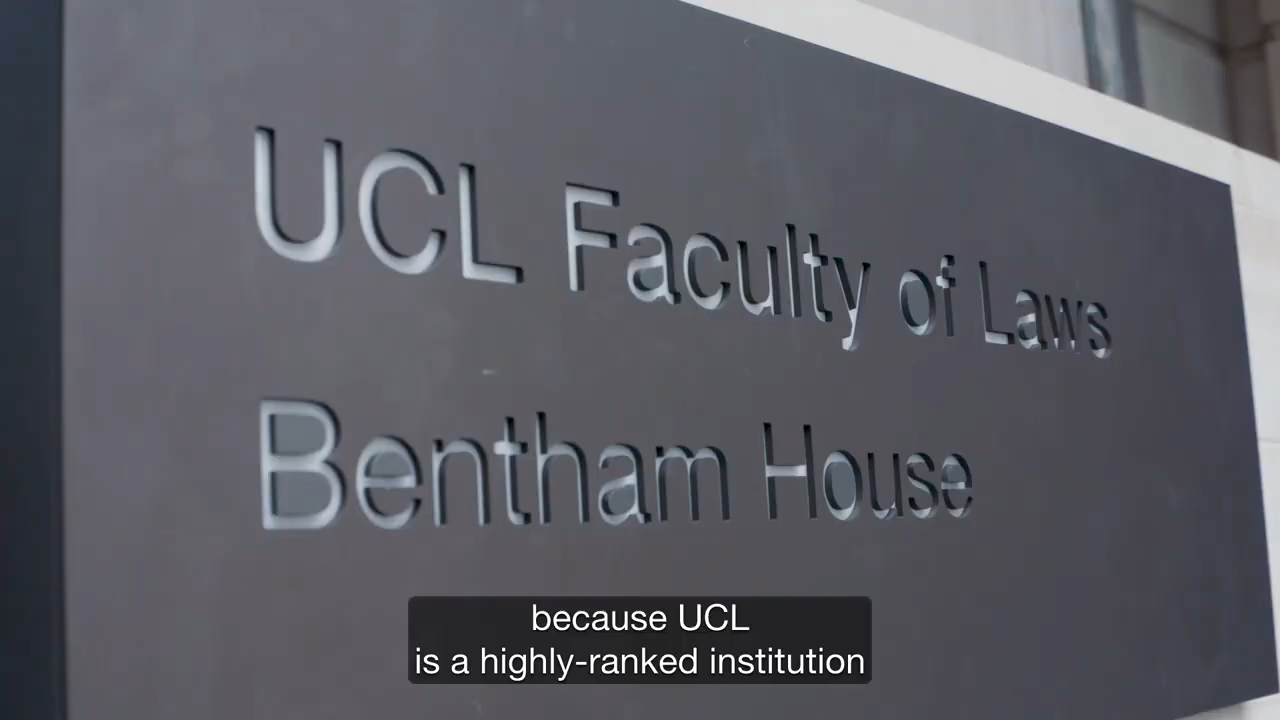 UCL Faculty of Laws
Bentham House
because UCL
is a highly-ranked institution